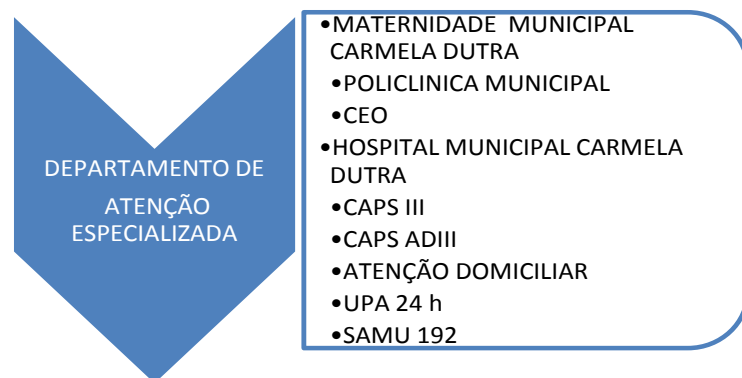 DEPARTAMENTO DE
ATENÇÃO
ESPECIALIZADA
•MATERNIDADE MUNICIPAL
CARMELA DUTRA
•POLICLINICA MUNICIPAL
•CEO
•HOSPITAL MUNICIPAL CARMELA
DUTRA
•CAPS III
•CAPS ADIII
•ATENÇÃO DOMICILIAR
•UPA 24 h
•SAMU 192